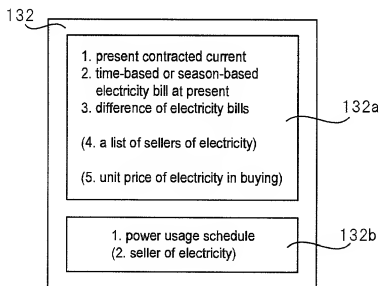 132
1. present contracted current
2. time-based or season-based
electricity bill at present
3. difference of electricity bills
(4. a list of sellers of electricity)
(5. unit price of electricity in buying)
132a
1. power usage schedule
(2. seller of electricity)
132b